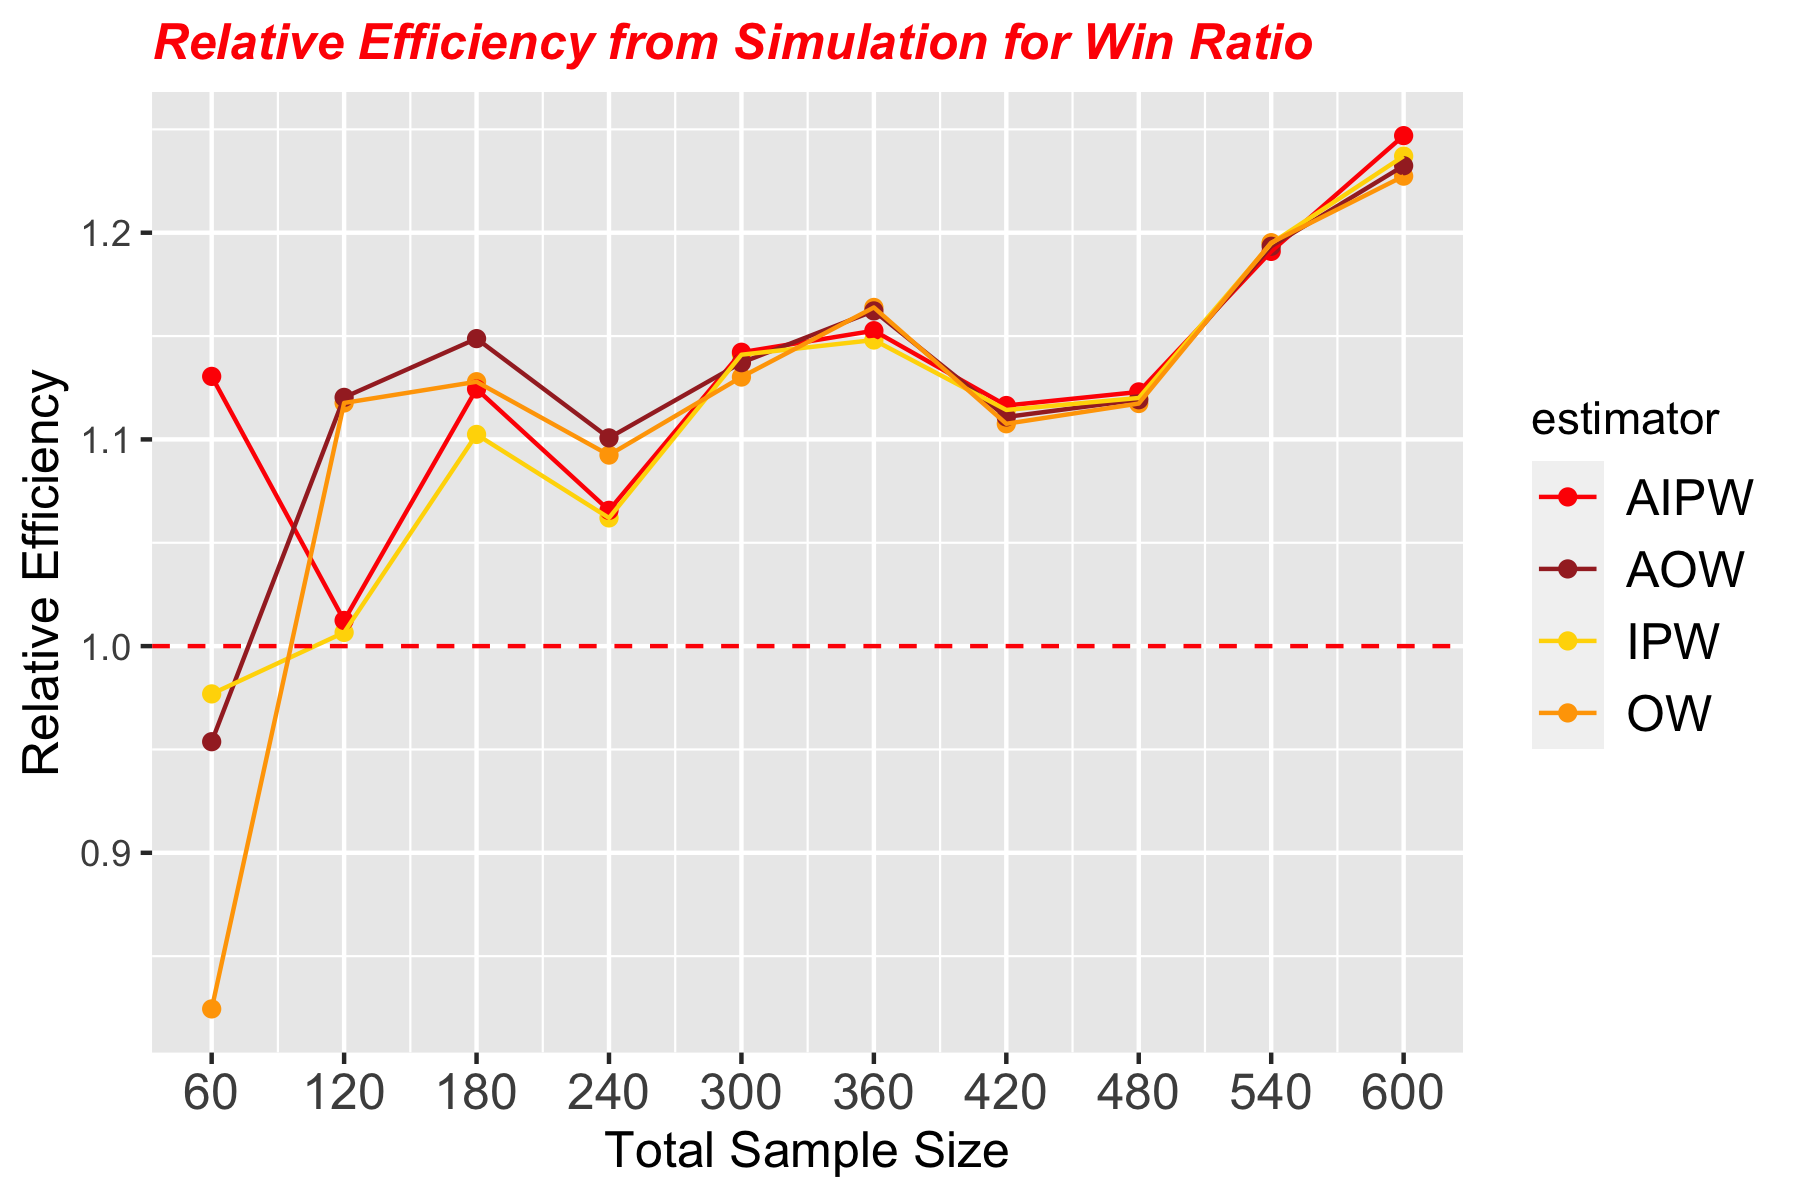 Relative Efficiency from Simulation for Win Ratio
Relative Efficiency
1.2
1.1
1.0
0.9
60 120 180 240 300 360 420 480 540 600
Total Sample Size
estimator
AIPW
AOW
IPW
OW